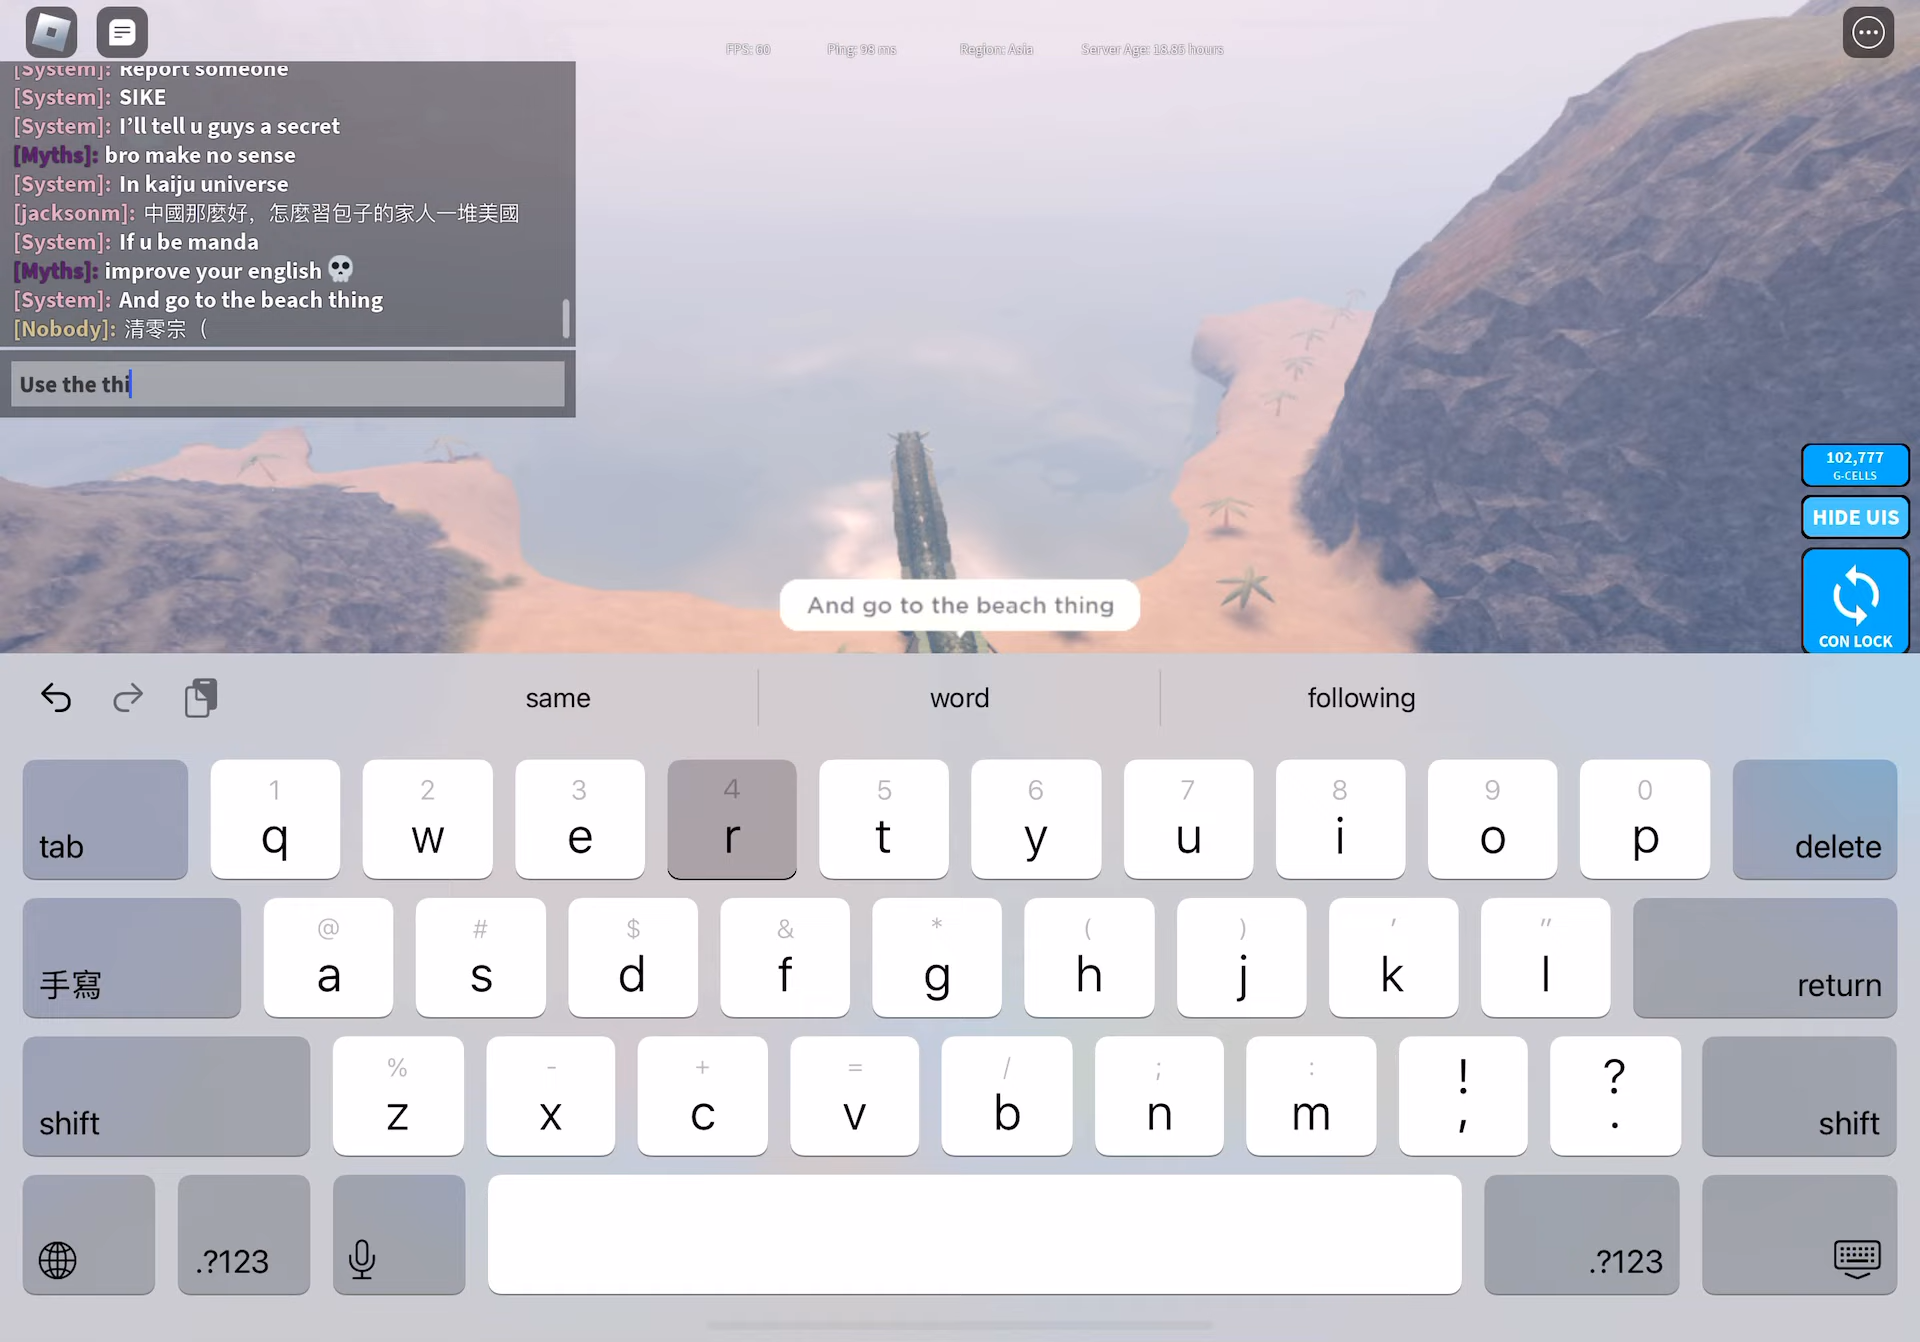 FPS: 60
Ping: 98 ms
Region: Asia
Server Age: 18.85 hours
[System]: Report someone
[System]: SIKE
[System]: I’ll tell u guys a secret
[Myths]: bro make no sense
[System]: In kaiju universe
[jacksonm]: 中國那麼好，怎麼習包子的家人一堆美國
[System]: If u be manda
[Myths]: improve your english 💀
[System]: And go to the beach thing
[Nobody]: 清零宗（
Use the thi
102,777
G-CELLS
HIDE UIS
CON LOCK
And go to the beach thing
same word following
1 2 3 4 5 6 7 8 9 0
tab q w e r t y u i o p delete
@ # $ & * ( ) ' "
手寫 a s d f g h j k l return
% - + = / ; : ! ?
shift z x c v b n m , . shift
.?123 .?123